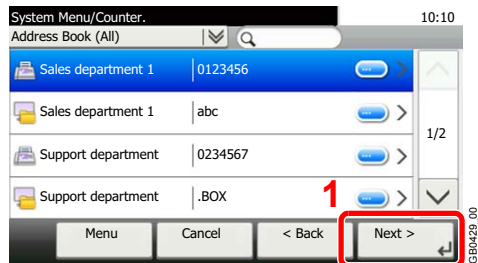 System Menu/Counter. 10:10
Address Book (All)
Sales department 1 0123456
Sales department 1 abc
1/2
Support department 0234567
Support department .BOX
1
Menu Cancel < Back Next >
GB0429_00